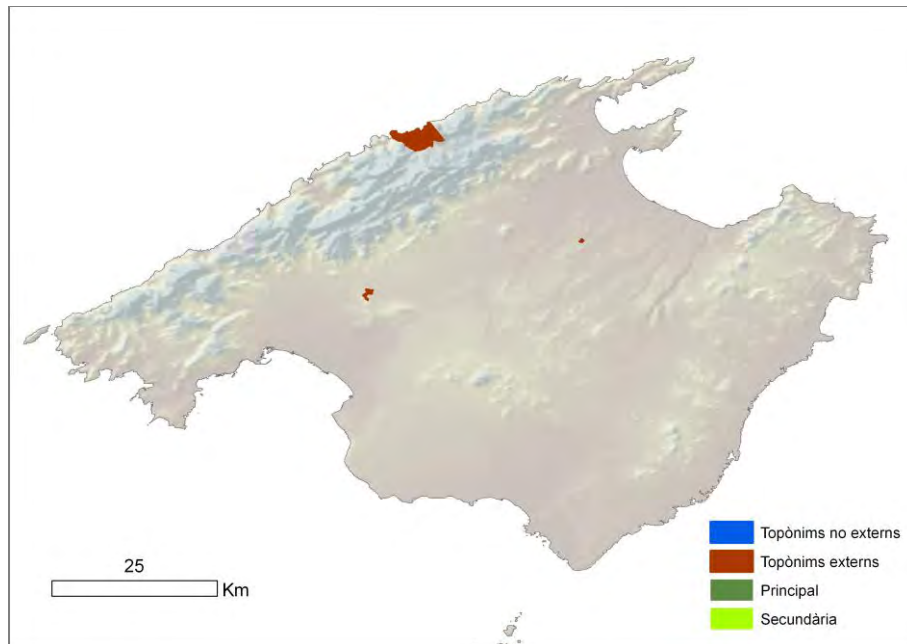 Topònims no externs
Topònims externs
25
Principal
Km
Secundària